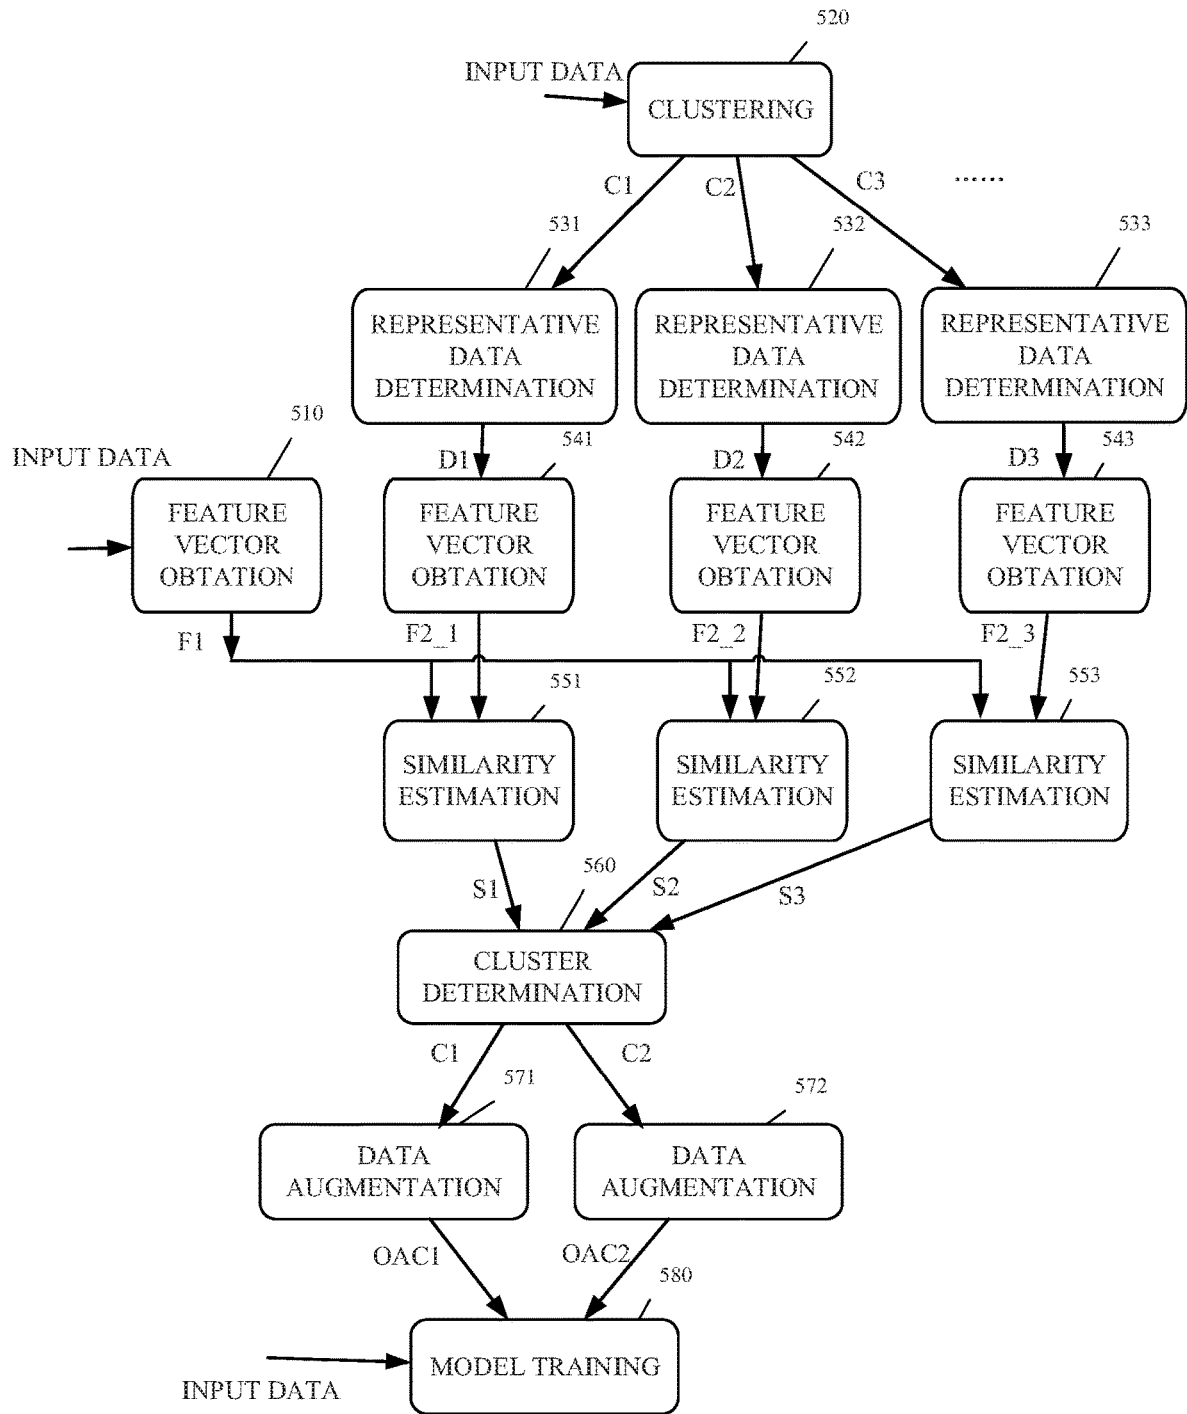 520
INPUT DATA
CLUSTERING
C1
C2
C3
......
531
532
533
REPRESENTATIVE
DATA
DETERMINATION
REPRESENTATIVE
DATA
DETERMINATION
REPRESENTATIVE
DATA
DETERMINATION
510
541
542
543
INPUT DATA
D1
D2
D3
FEATURE
VECTOR
OBTATION
FEATURE
VECTOR
OBTATION
FEATURE
VECTOR
OBTATION
FEATURE
VECTOR
OBTATION
F1
F2_1
F2_2
F2_3
551
552
553
SIMILARITY
ESTIMATION
SIMILARITY
ESTIMATION
SIMILARITY
ESTIMATION
S1
560
S2
S3
CLUSTER
DETERMINATION
C1
C2
571
572
DATA
AUGMENTATION
DATA
AUGMENTATION
OAC1
OAC2
580
MODEL TRAINING
INPUT DATA